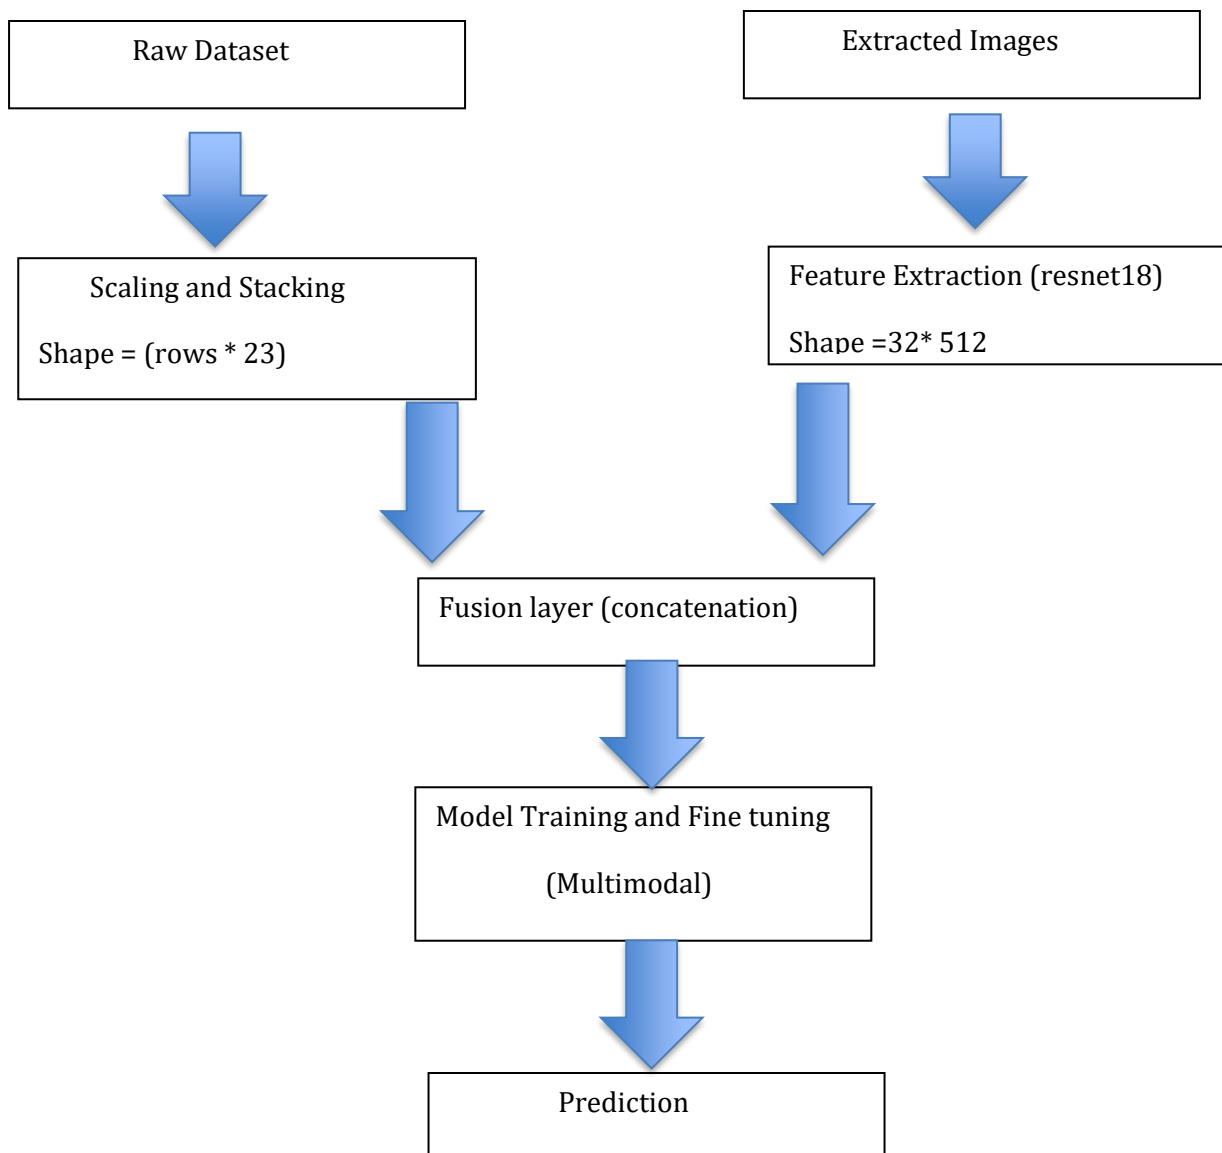 Raw Dataset
Extracted Images
Scaling and Stacking
Shape = (rows * 23)
Feature Extraction (resnet18)
Shape =32* 512
Fusion layer (concatenation)
Model Training and Fine tuning
(Multimodal)
Prediction